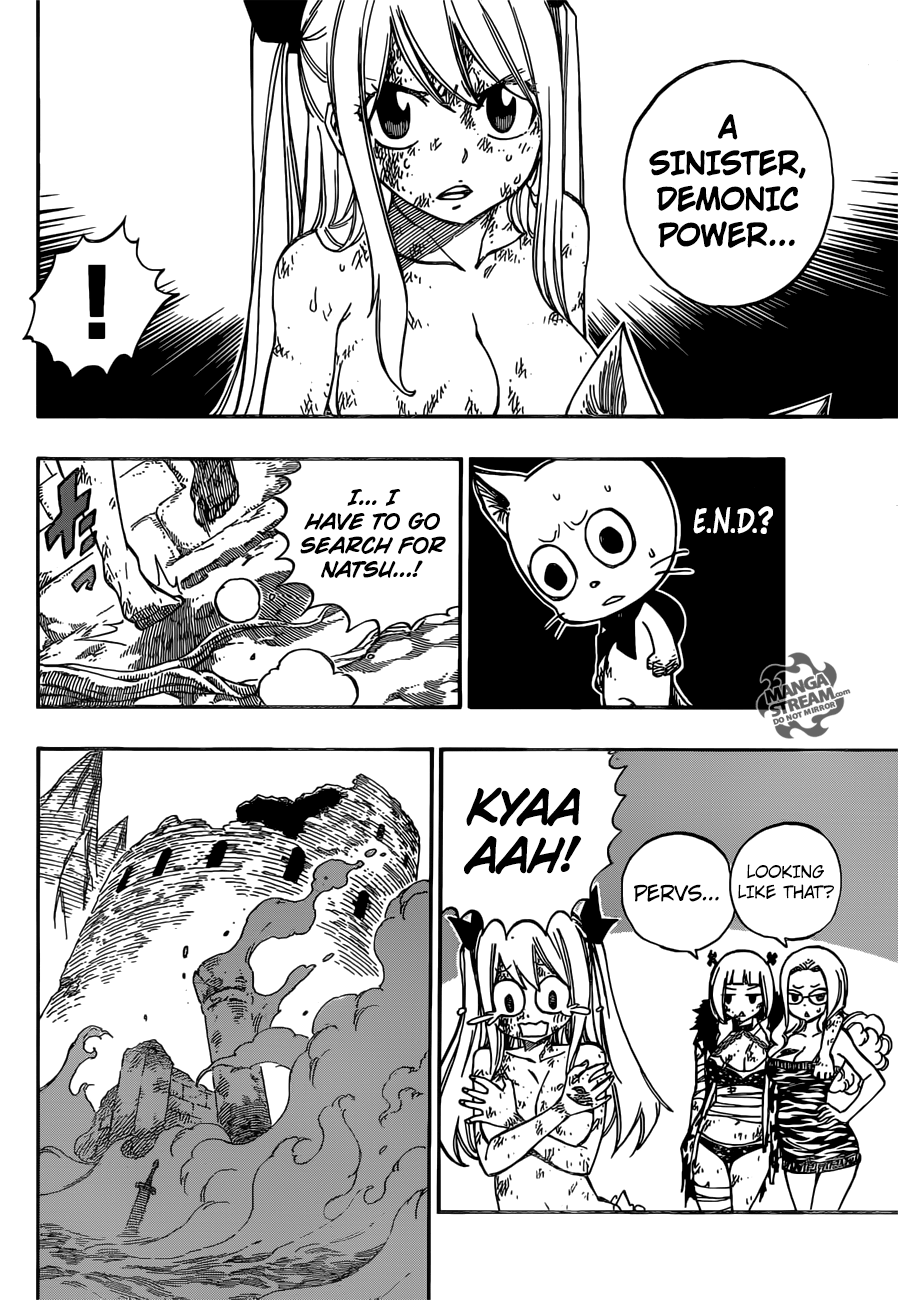 A
SINISTER,
DEMONIC
POWER...
!
I... I
HAVE TO GO
SEARCH FOR
NATSU...!
E.N.D.?
MANGA
STREAM.com
DO NOT MIRROR
KYAA
AAH!
PERVS...
LOOKING
LIKE THAT?